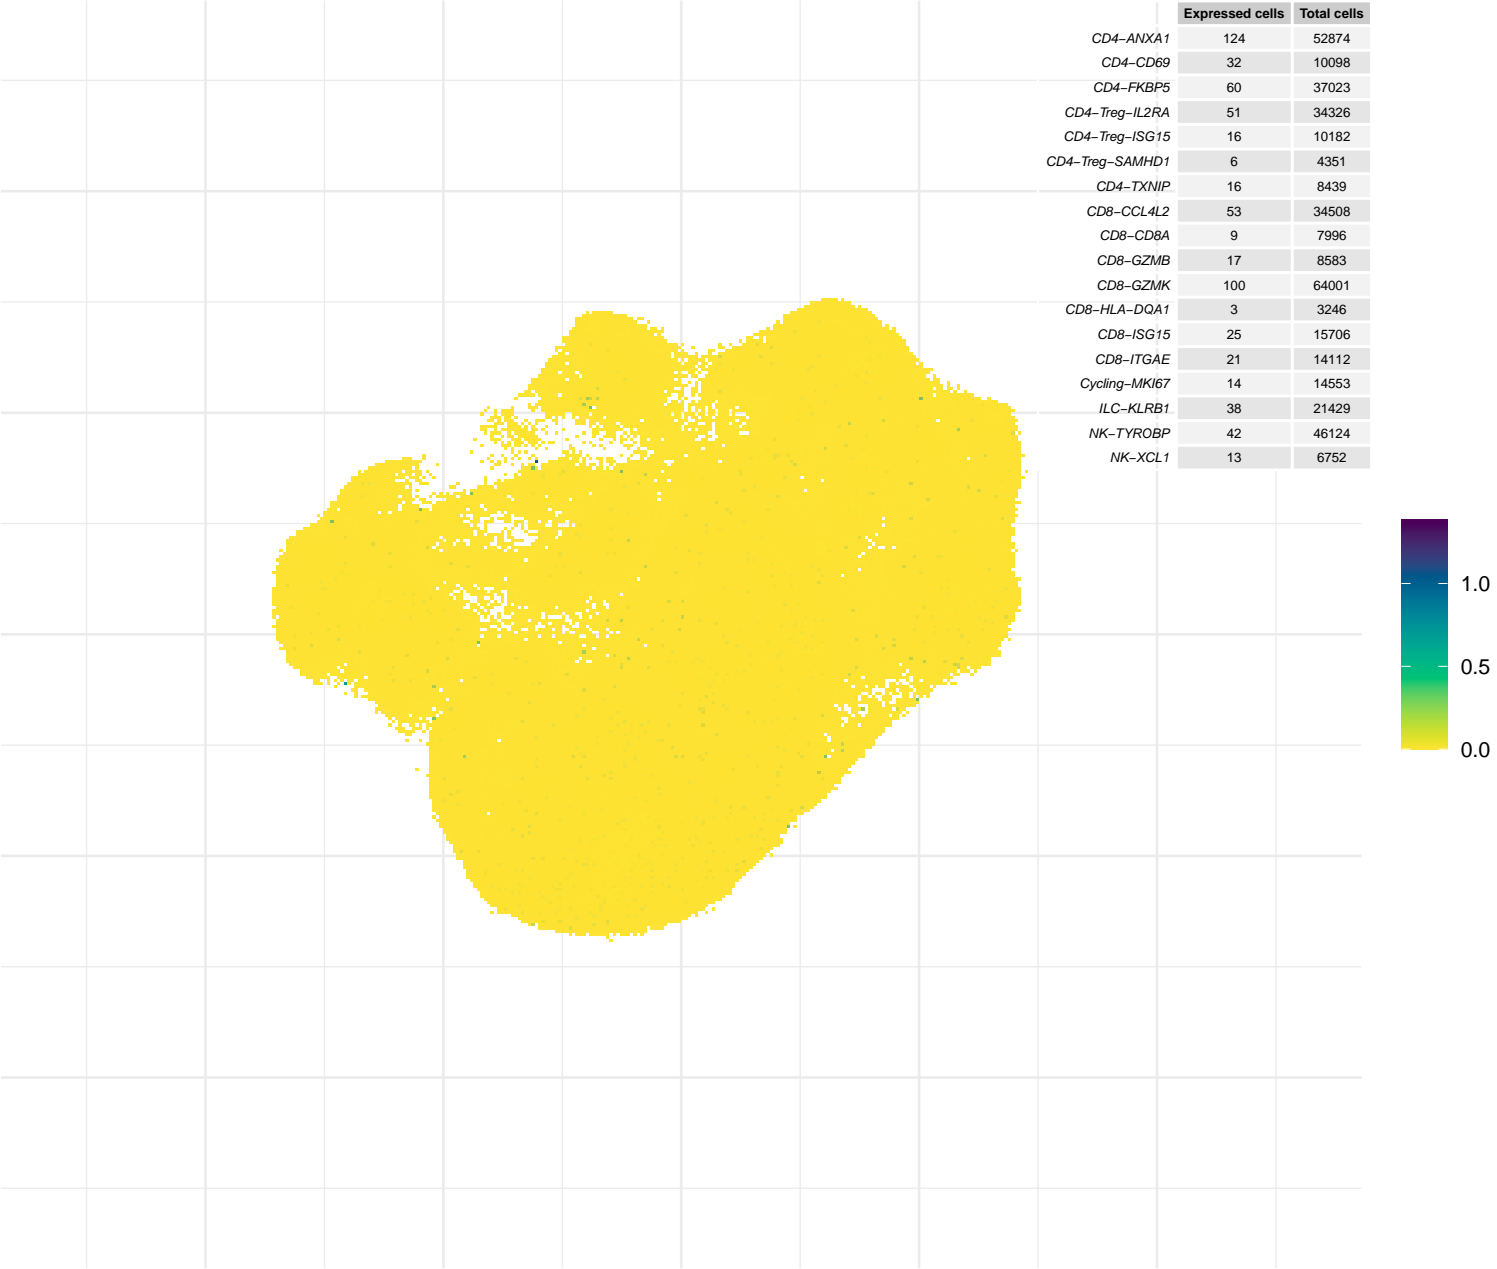 Expressed cells Total cells
CD4−ANXA1 124 52874
CD4−CD69 32 10098
CD4−FKBP5 60 37023
CD4−Treg−IL2RA 51 34326
CD4−Treg−ISG15 16 10182
CD4−Treg−SAMHD1 6 4351
CD4−TXNIP 16 8439
CD8−CCL4L2 53 34508
CD8−CD8A 9 7996
CD8−GZMB 17 8583
CD8−GZMK 100 64001
CD8−HLA−DQA1 3 3246
CD8−ISG15 25 15706
CD8−ITGAE 21 14112
Cycling−MKI67 14 14553
ILC−KLRB1 38 21429
NK−TYROBP 42 46124
NK−XCL1 13 6752
1.0
0.5
0.0